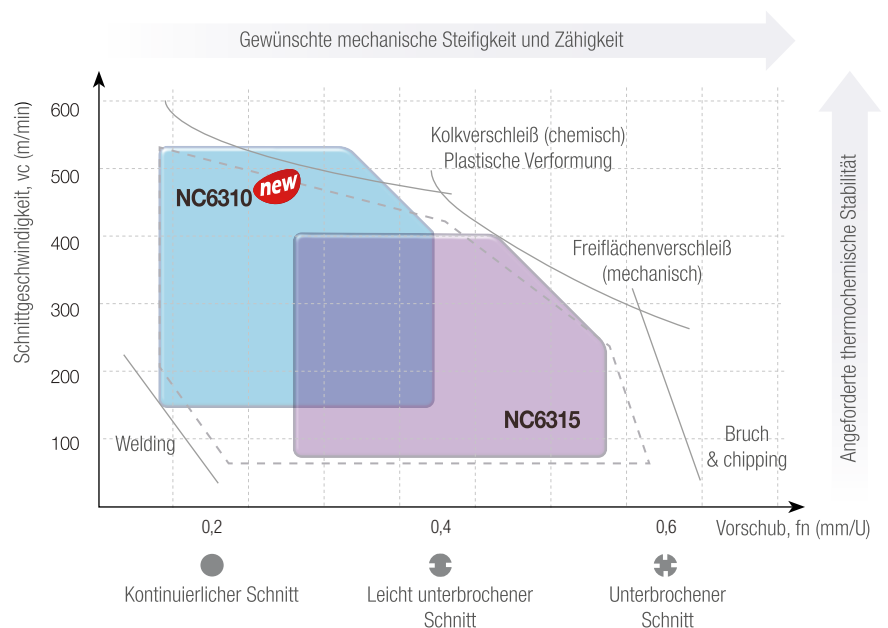 Gewünschte mechanische Steifigkeit und Zähigkeit
Schnittgeschwindigkeit, vc (m/min)
600
500
400
300
200
100
Kolkverschleiß (chemisch)
Plastische Verformung
NC6310
new
Freiflächenverschleiß
(mechanisch)
NC6315
Welding
Bruch
& chipping
Angeforderte thermochemische Stabilität
0,2
0,4
0,6
Vorschub, fn (mm/U)
Kontinuierlicher Schnitt
Leicht unterbrochener
Schnitt
Unterbrochener
Schnitt